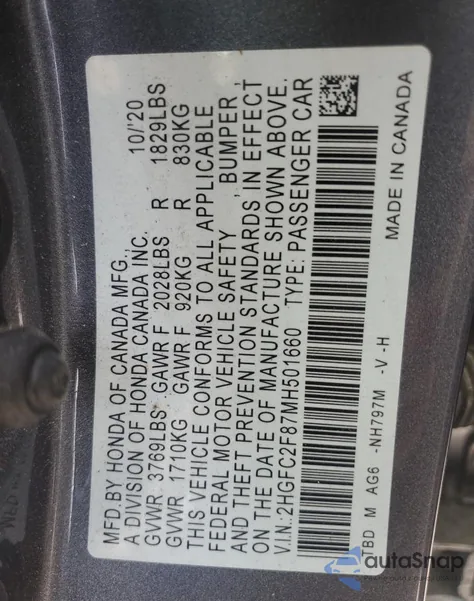 MFD.BY HONDA OF CANADA MFG., 10/'20
A DIVISION OF HONDA CANADA INC.
GVWR 3769LBS GAWR F 2028LBS R 1829LBS
GVWR 1710KG GAWR F 920KG R 830KG
THIS VEHICLE CONFORMS TO ALL APPLICABLE
FEDERAL MOTOR VEHICLE SAFETY , BUMPER ,
AND THEFT PREVENTION STANDARDS IN EFFECT
ON THE DATE OF MANUFACTURE SHOWN ABOVE.
V.I.N.:2HGFC2F87MH501660 TYPE: PASSENGER CAR
TBD M AG6 -NH797M -V -H MADE IN CANADA
autoSnap